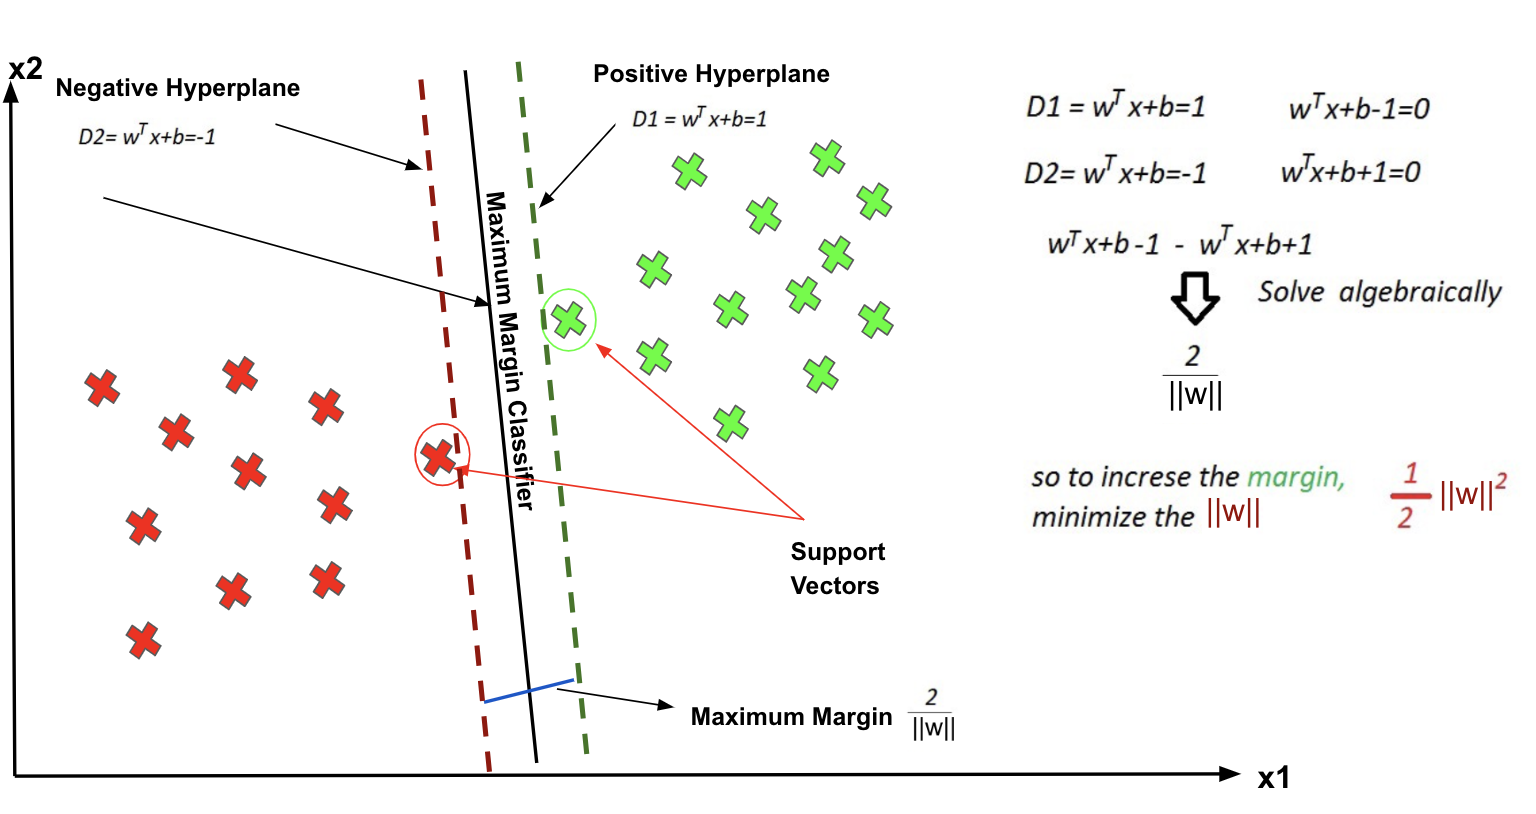 x2
Negative Hyperplane
D2= wᵀx+b=-1
Positive Hyperplane
D1 = wᵀx+b=1
Maximum Margin Classifier
Support
Vectors
Maximum Margin 2/||w||
x1
D1 = wᵀx+b=1 wᵀx+b-1=0
D2= wᵀx+b=-1 wᵀx+b+1=0
wᵀx+b-1 - wᵀx+b+1
Solve algebraically
2/||w||
so to increse the margin,
minimize the ||w||
1/2 ||w||²